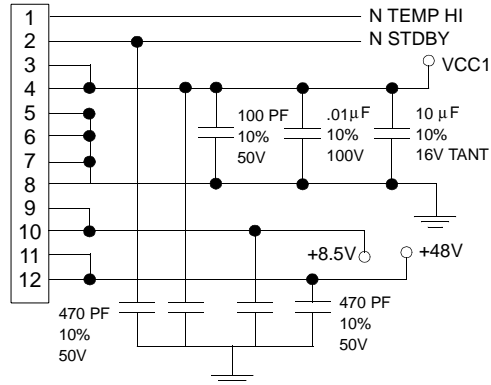 1
N TEMP HI
2
N STDBY
3
VCC1
4
5
6
7
8
100 PF
10%
50V
.01μF
10%
100V
10 μF
10%
16V TANT
9
10
11
12
+8.5V
+48V
470 PF
10%
50V
470 PF
10%
50V